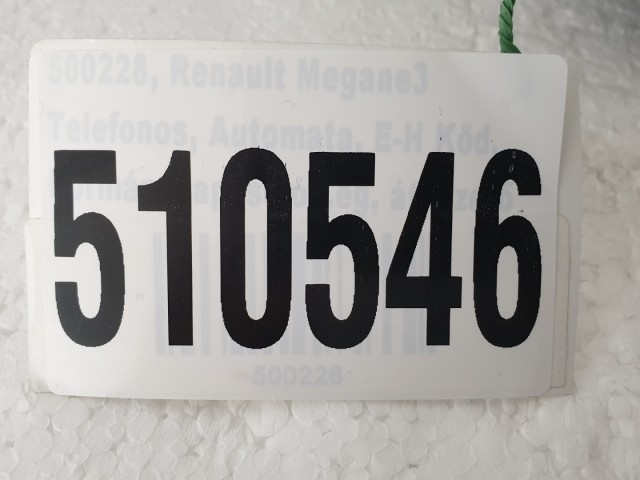 500228, Renault Megane3
Telefonos, Automata, E-H Köd
510546
500228